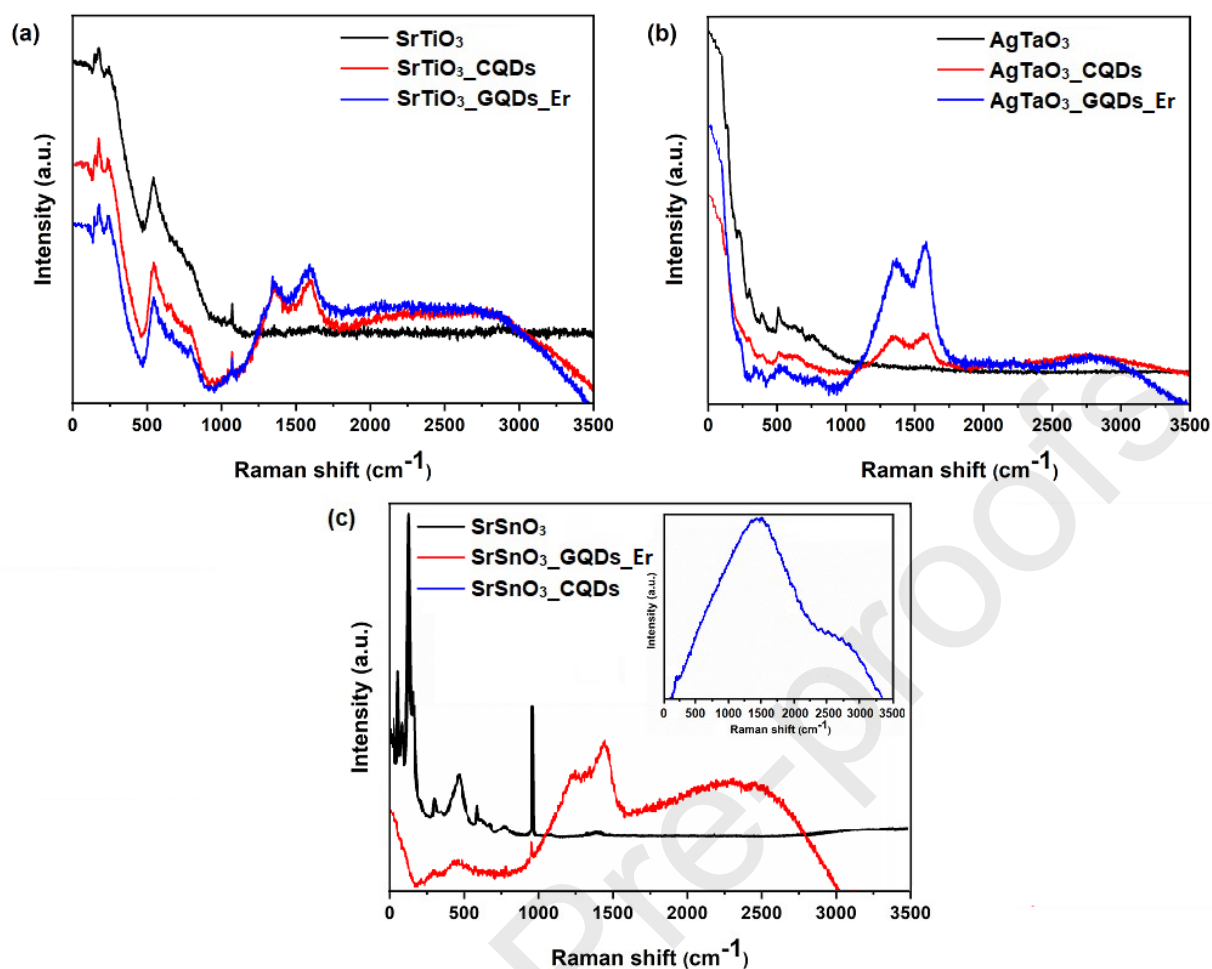 (a)
SrTiO3
SrTiO3_CQDs
SrTiO3_GQDs_Er
Intensity (a.u.)
0 500 1000 1500 2000 2500 3000 3500
Raman shift (cm-1)
(b)
AgTaO3
AgTaO3_CQDs
AgTaO3_GQDs_Er
Intensity (a.u.)
0 500 1000 1500 2000 2500 3000 3500
Raman shift (cm-1)
(c)
SrSnO3
SrSnO3_GQDs_Er
SrSnO3_CQDs
Intensity (a.u.)
0 500 1000 1500 2000 2500 3000 3500
Raman shift (cm-1)
Intensity (a.u.)
0 500 1000 1500 2000 2500 3000 3500
Raman shift (cm-1)
Pre-proofs